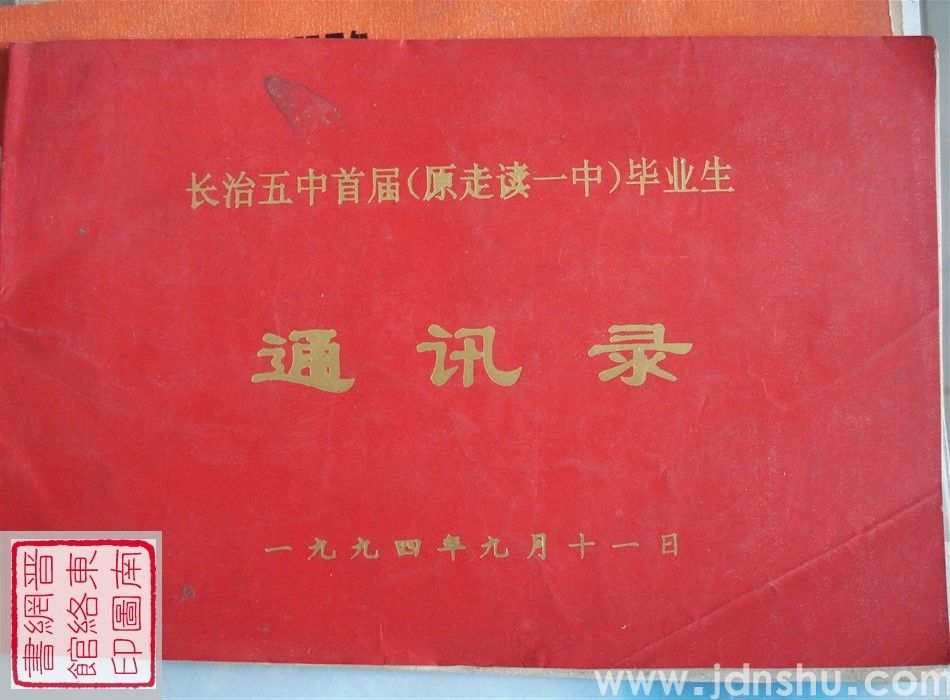 长治五中首届(原走读一中)毕业生
通讯录
一九九四年九月十一日
晋東南
網絡圖
書館印
www.jdnshu.com